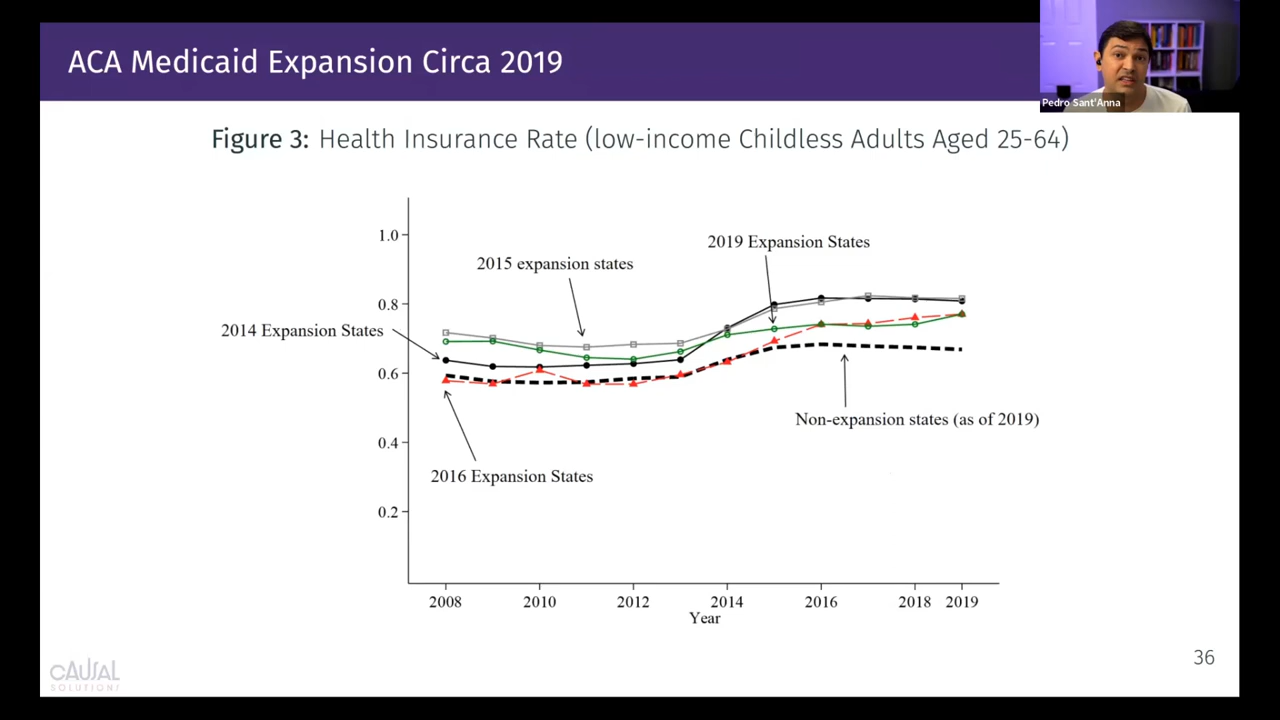 ACA Medicaid Expansion Circa 2019
Pedro Sant'Anna
Figure 3: Health Insurance Rate (low-income Childless Adults Aged 25-64)
1.0
0.8
0.6
0.4
0.2
2019 Expansion States
2015 expansion states
2014 Expansion States
Non-expansion states (as of 2019)
2016 Expansion States
2008 2010 2012 2014 2016 2018 2019
Year
36
CAUSAL
SOLUTIONS